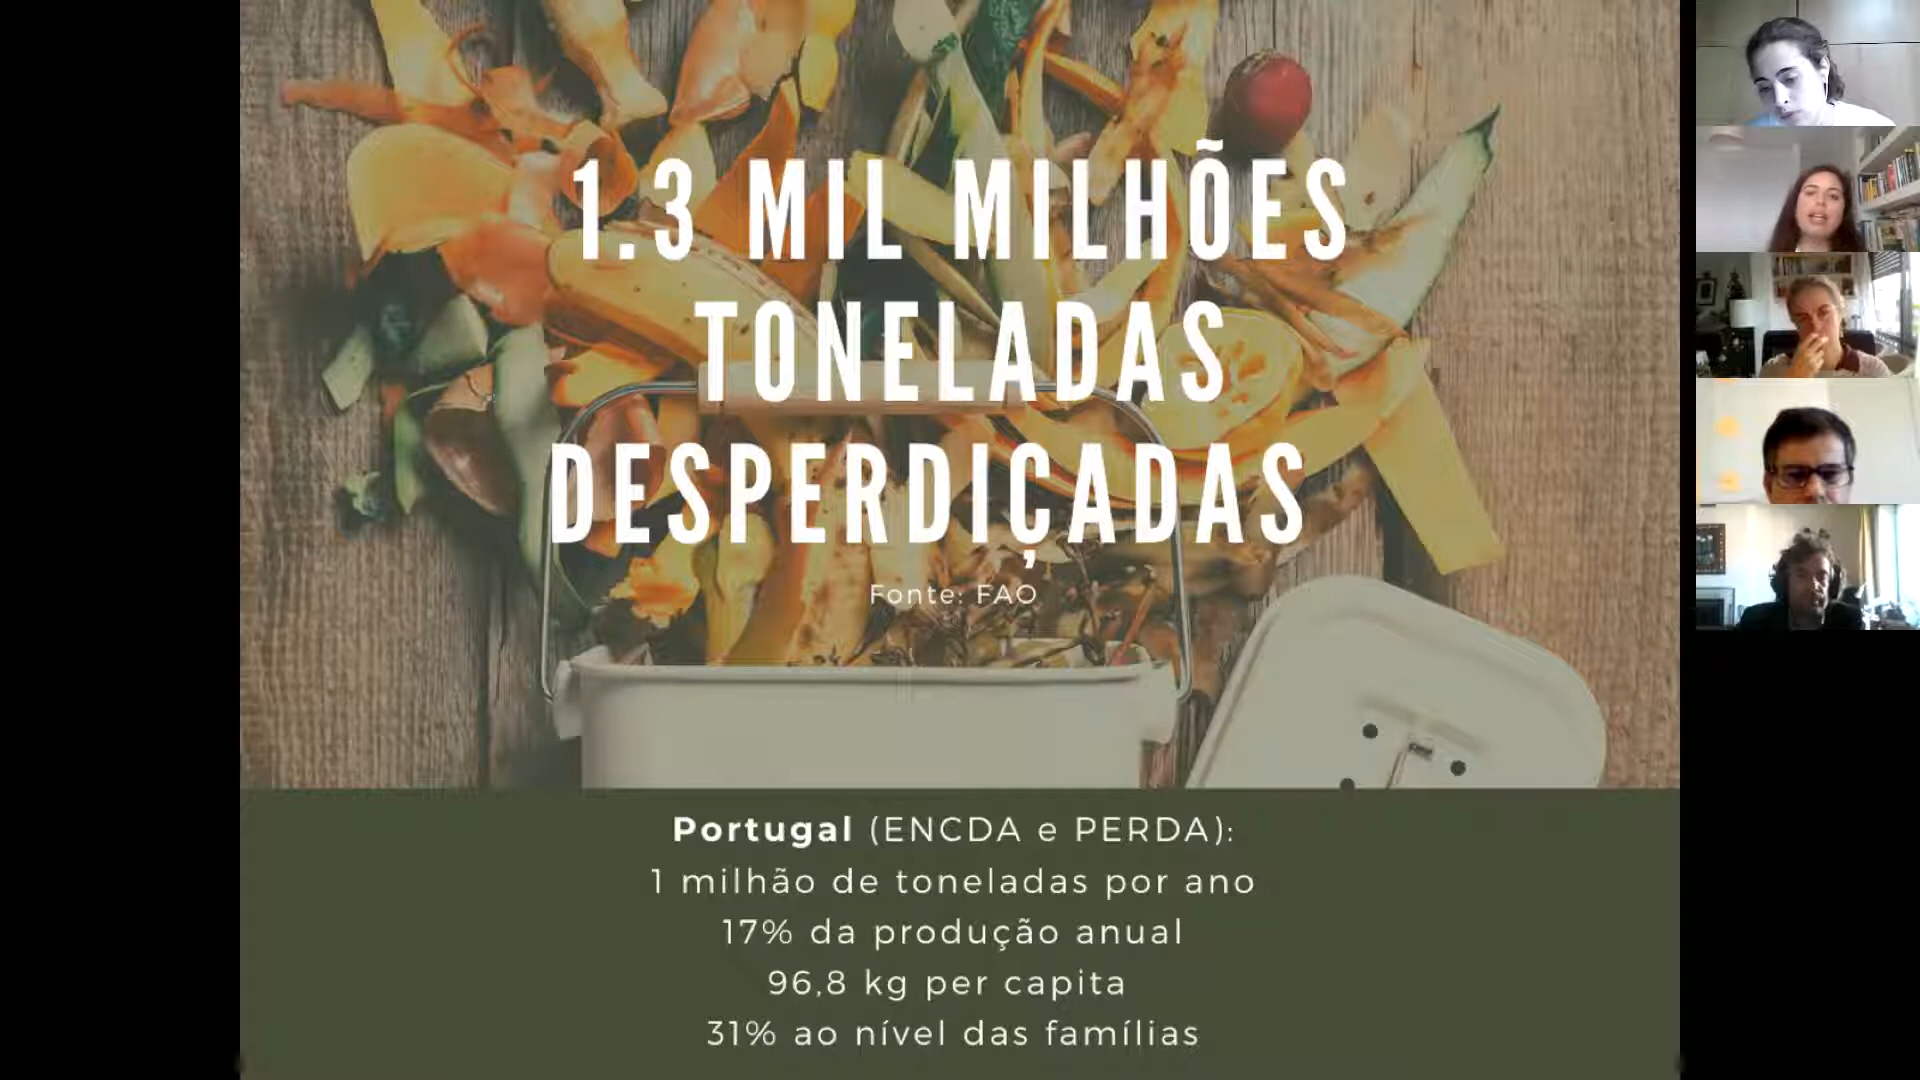 1.3 MIL MILHÕES
TONELADAS
DESPERDIÇADAS
Fonte: FAO
Portugal (ENCDA e PERDA):
1 milhão de toneladas por ano
17% da produção anual
96,8 kg per capita
31% ao nível das famílias